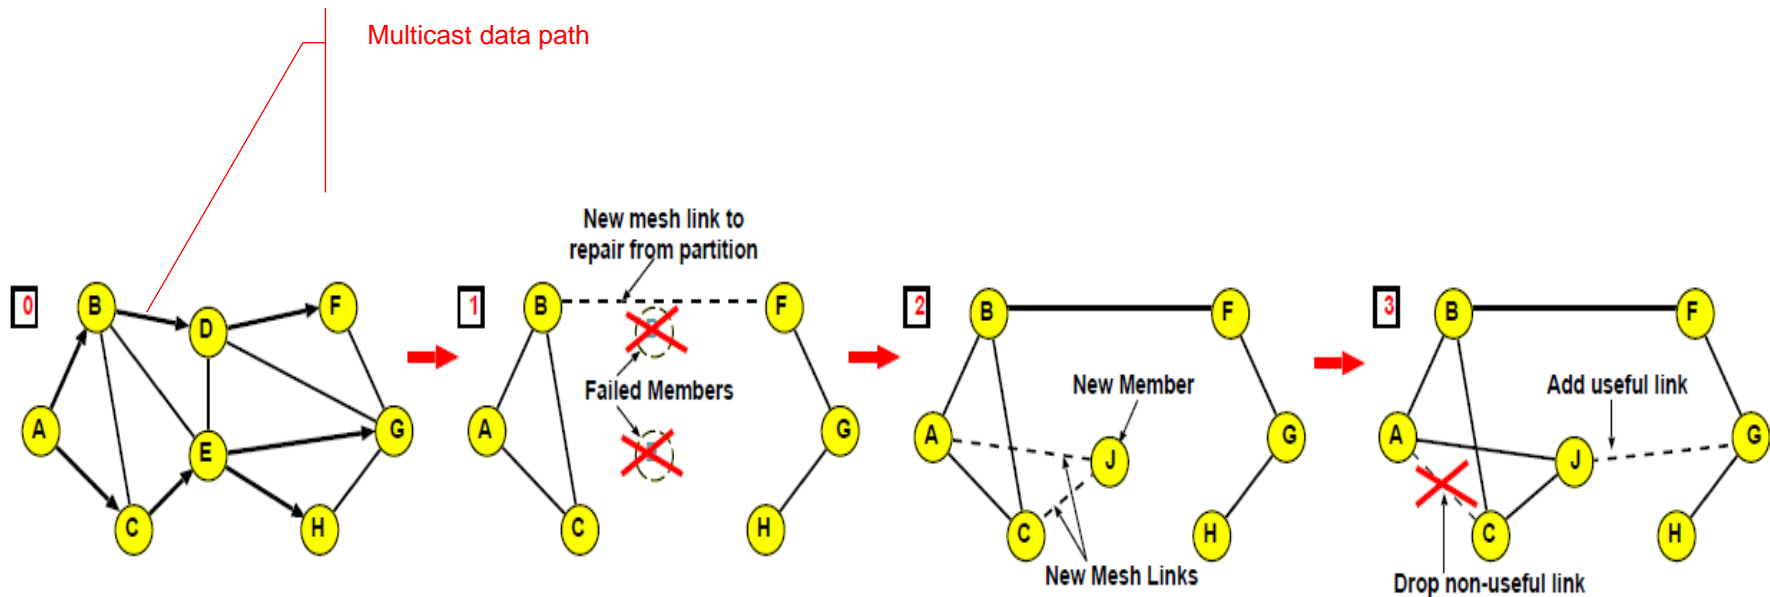 Multicast data path
New mesh link to
repair from partition
0
B
D
F
A
E
G
C
H
1
B
F
Failed Members
A
G
C
H
2
B
F
New Member
A
J
G
C
H
New Mesh Links
3
B
F
Add useful link
A
J
G
C
H
Drop non-useful link